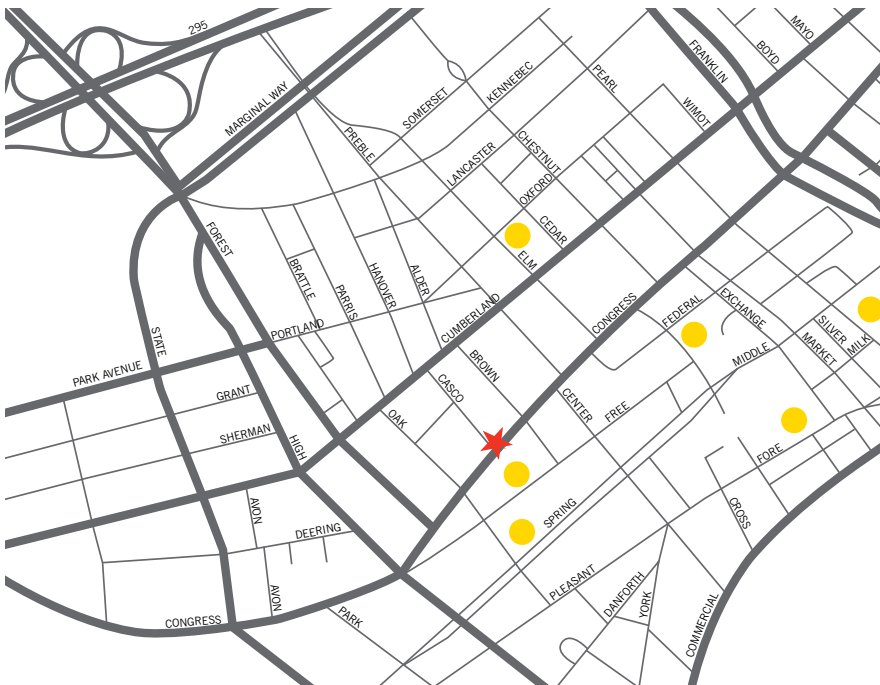 295
MAYO
BOYD
FRANKLIN
MARGINAL WAY
SOMERSET
KENNEBEC
PEARL
WIMOT
PREBLE
LANCASTER
CHESTNUT
OXFORD
CEDAR
ELM
FOREST
BRATTLE
PARRIS
HANOVER
ALDER
CUMBERLAND
CONGRESS
FEDERAL
EXCHANGE
SILVER
MARKET
MILK
MIDDLE
STATE
PORTLAND
PARK AVENUE
GRANT
SHERMAN
HIGH
BROWN
CASCO
OAK
CENTER
FREE
FORE
CROSS
SPRING
AVON
DEERING
AVON
PLEASANT
DANFORTH
YORK
COMMERCIAL
CONGRESS
PARK